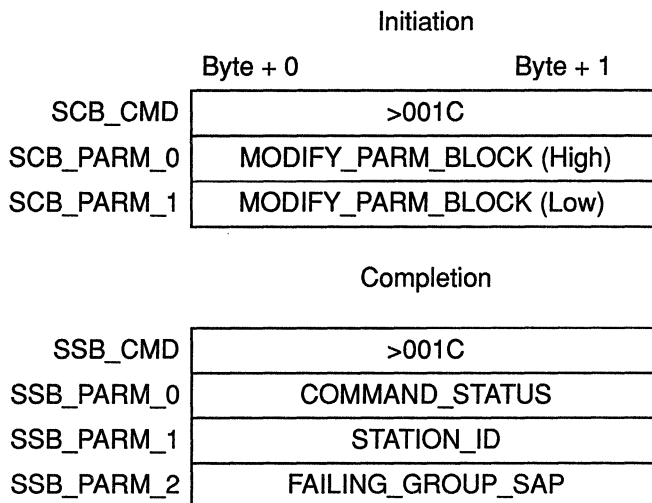 Initiation
Byte + 0 Byte + 1
SCB_CMD >001C
SCB_PARM_0 MODIFY_PARM_BLOCK (High)
SCB_PARM_1 MODIFY_PARM_BLOCK (Low)
Completion
SSB_CMD >001C
SSB_PARM_0 COMMAND_STATUS
SSB_PARM_1 STATION_ID
SSB_PARM_2 FAILING_GROUP_SAP